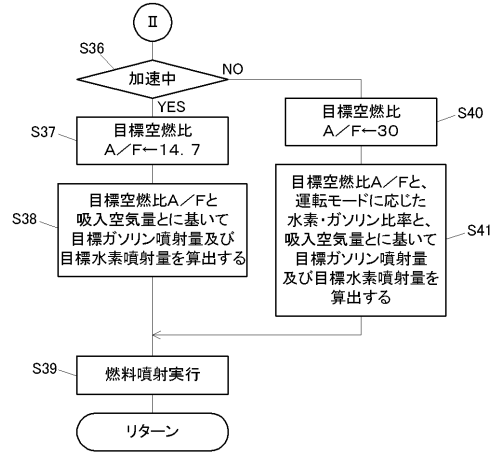 Ⅱ
S36
加速中
NO
YES
S37
目標空燃比
A/F←14.7
S40
目標空燃比
A/F←30
S38
目標空燃比A/Fと
吸入空気量とに基いて
目標ガソリン噴射量及び
目標水素噴射量を算出する
S41
目標空燃比A/Fと、
運転モードに応じた
水素・ガソリン比率と、
吸入空気量とに基いて
目標ガソリン噴射量
及び目標水素噴射量を
算出する
S39
燃料噴射実行
リターン